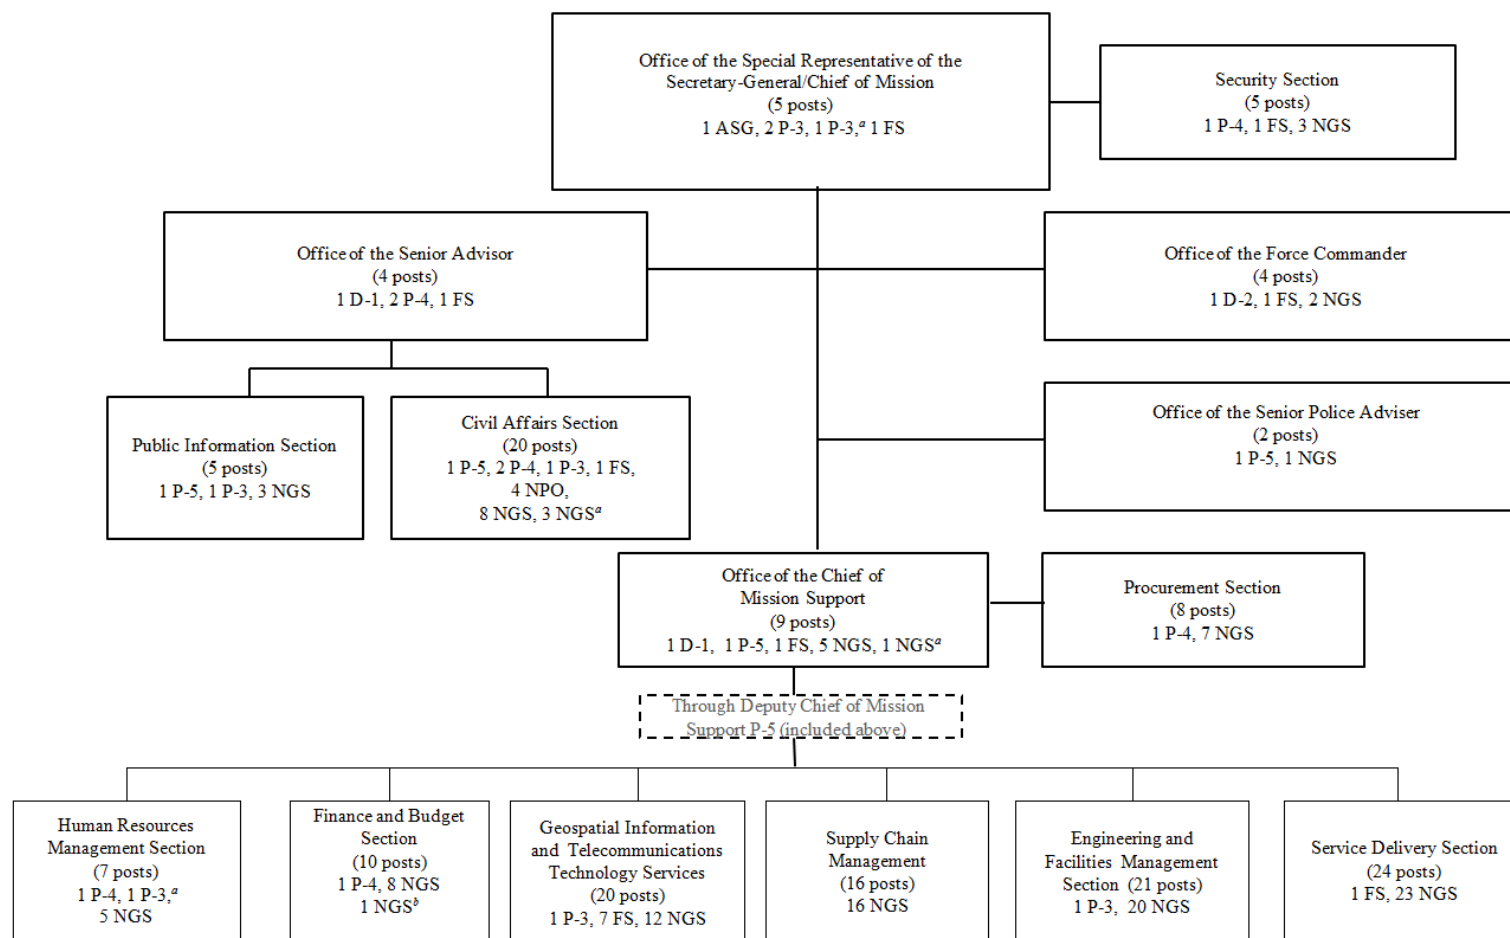 Office of the Special Representative of the
Secretary-General/Chief of Mission
(5 posts)
1 ASG, 2 P-3, 1 P-3,ᵃ 1 FS
Security Section
(5 posts)
1 P-4, 1 FS, 3 NGS
Office of the Senior Advisor
(4 posts)
1 D-1, 2 P-4, 1 FS
Office of the Force Commander
(4 posts)
1 D-2, 1 FS, 2 NGS
Public Information Section
(5 posts)
1 P-5, 1 P-3, 3 NGS
Civil Affairs Section
(20 posts)
1 P-5, 2 P-4, 1 P-3, 1 FS,
4 NPO,
8 NGS, 3 NGSᵃ
Office of the Senior Police Adviser
(2 posts)
1 P-5, 1 NGS
Office of the Chief of
Mission Support
(9 posts)
1 D-1, 1 P-5, 1 FS, 5 NGS, 1 NGSᵃ
Procurement Section
(8 posts)
1 P-4, 7 NGS
Through Deputy Chief of Mission
Support P-5 (included above)
Human Resources
Management Section
(7 posts)
1 P-4, 1 P-3,ᵃ
5 NGS
Finance and Budget
Section
(10 posts)
1 P-4, 8 NGS
1 NGSᵇ
Geospatial Information
and Telecommunications
Technology Services
(20 posts)
1 P-3, 7 FS, 12 NGS
Supply Chain
Management
(16 posts)
16 NGS
Engineering and
Facilities Management
Section (21 posts)
1 P-3, 20 NGS
Service Delivery Section
(24 posts)
1 FS, 23 NGS